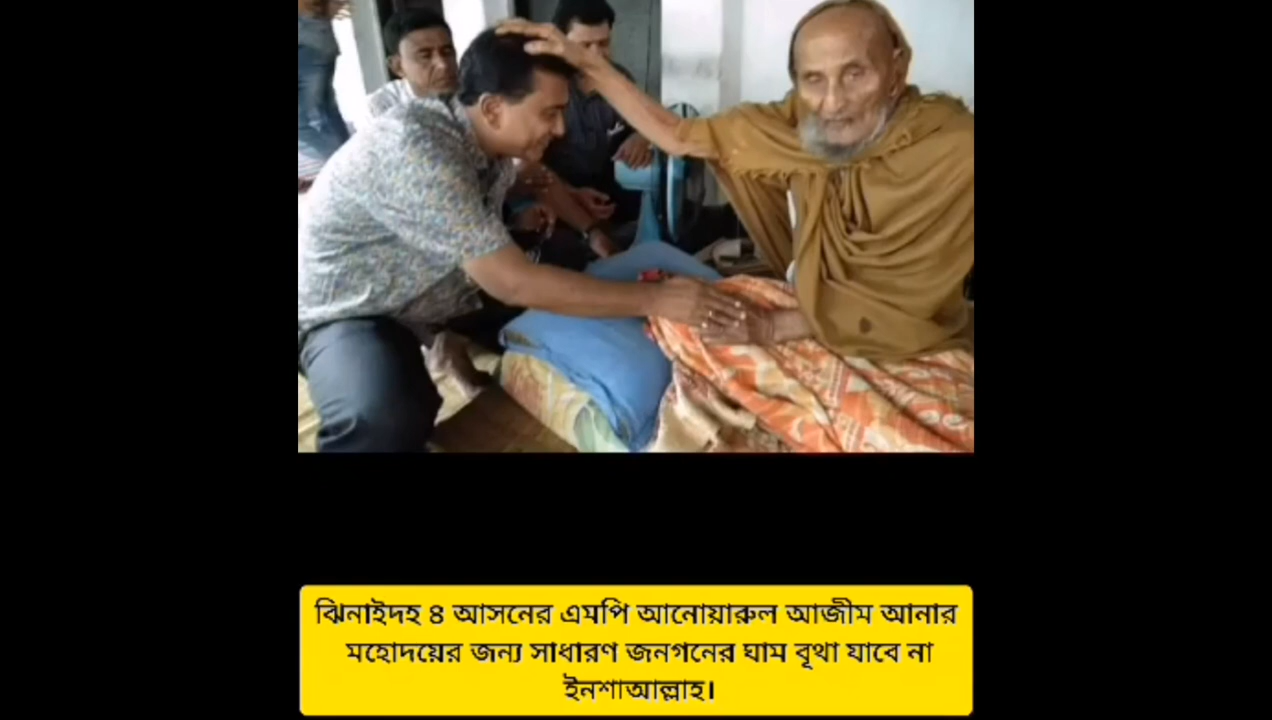 ঝিনাইদহ ৪ আসনের এমপি আনোয়ারুল আজীম আনার
মহোদয়ের জন্য সাধারণ জনগনের ঘাম বৃথা যাবে না
ইনশাআল্লাহ।